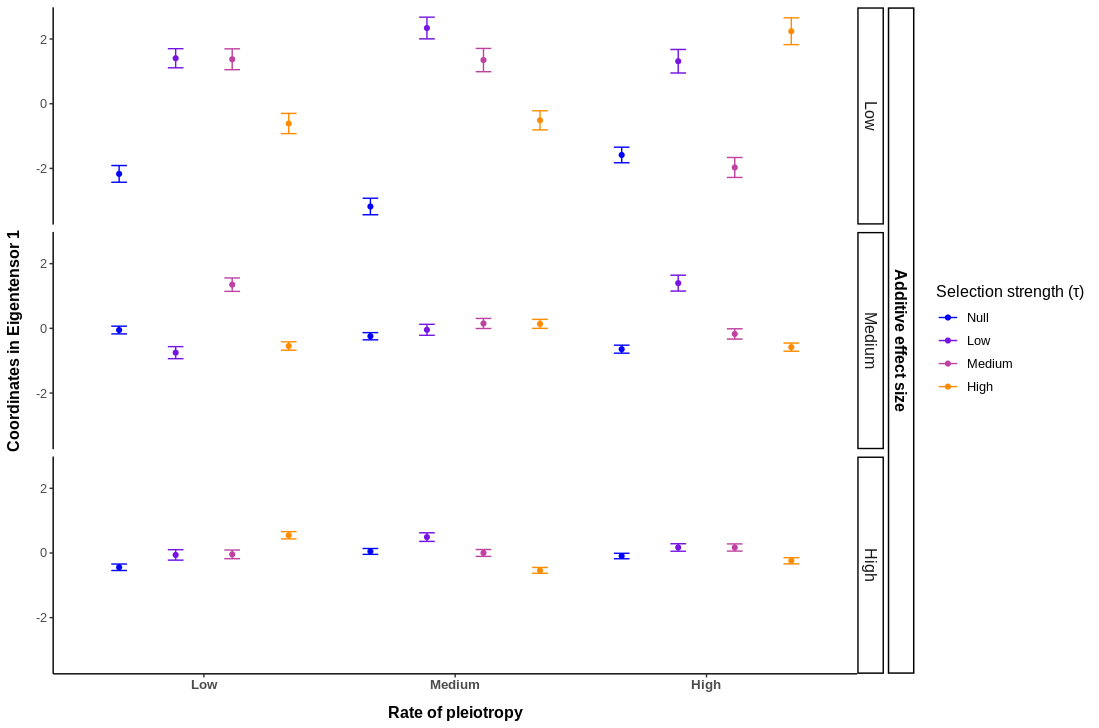 Coordinates in Eigentensor 1
2
0
-2
Low
2
0
-2
Medium
2
0
-2
High
Additive effect size
Low
Medium
High
Rate of pleiotropy
Selection strength (τ)
Null
Low
Medium
High